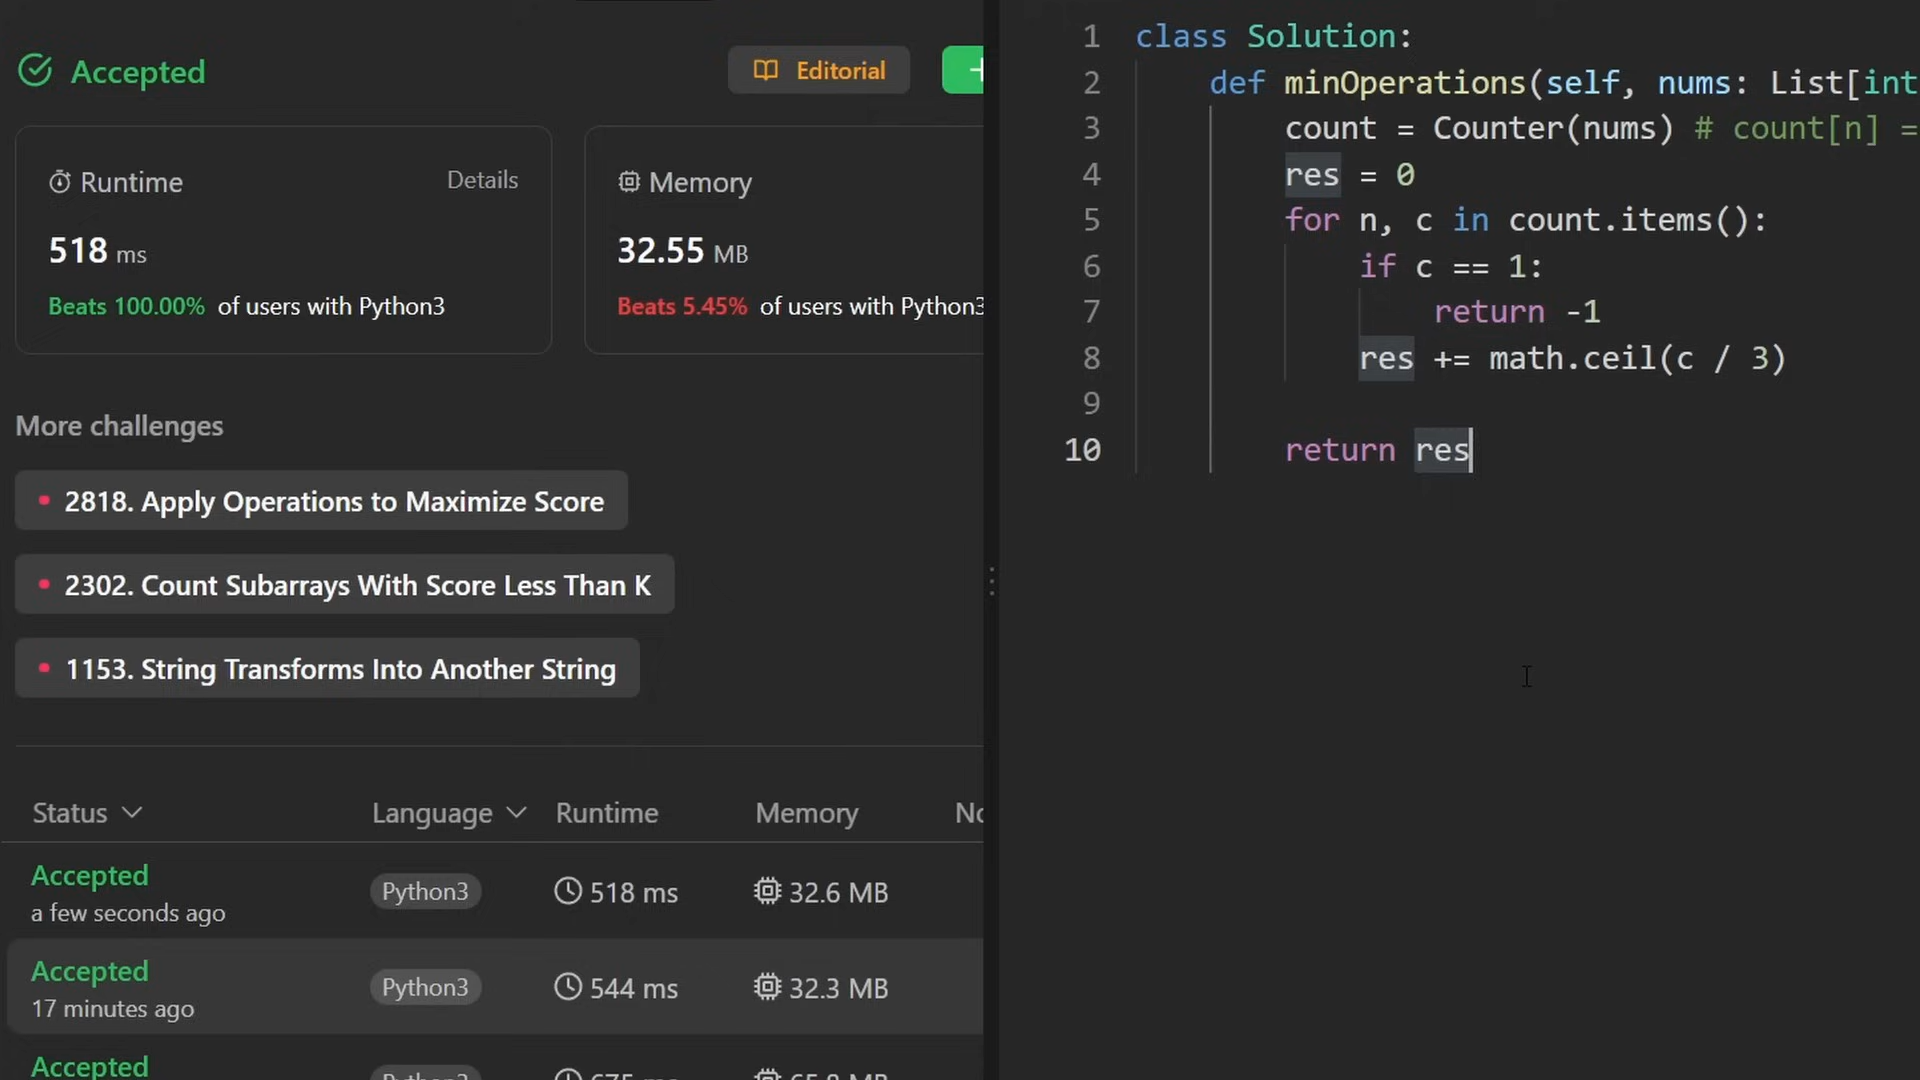 Accepted
Editorial
Runtime
Details
518 ms
Beats 100.00% of users with Python3
Memory
32.55 MB
Beats 5.45% of users with Python3
More challenges
2818. Apply Operations to Maximize Score
2302. Count Subarrays With Score Less Than K
1153. String Transforms Into Another String
Status Language Runtime Memory
Accepted
a few seconds ago
Python3 518 ms 32.6 MB
Accepted
17 minutes ago
Python3 544 ms 32.3 MB
Accepted
1 class Solution:
2 def minOperations(self, nums: List[int
3 count = Counter(nums) # count[n] =
4 res = 0
5 for n, c in count.items():
6 if c == 1:
7 return -1
8 res += math.ceil(c / 3)
9
10 return res